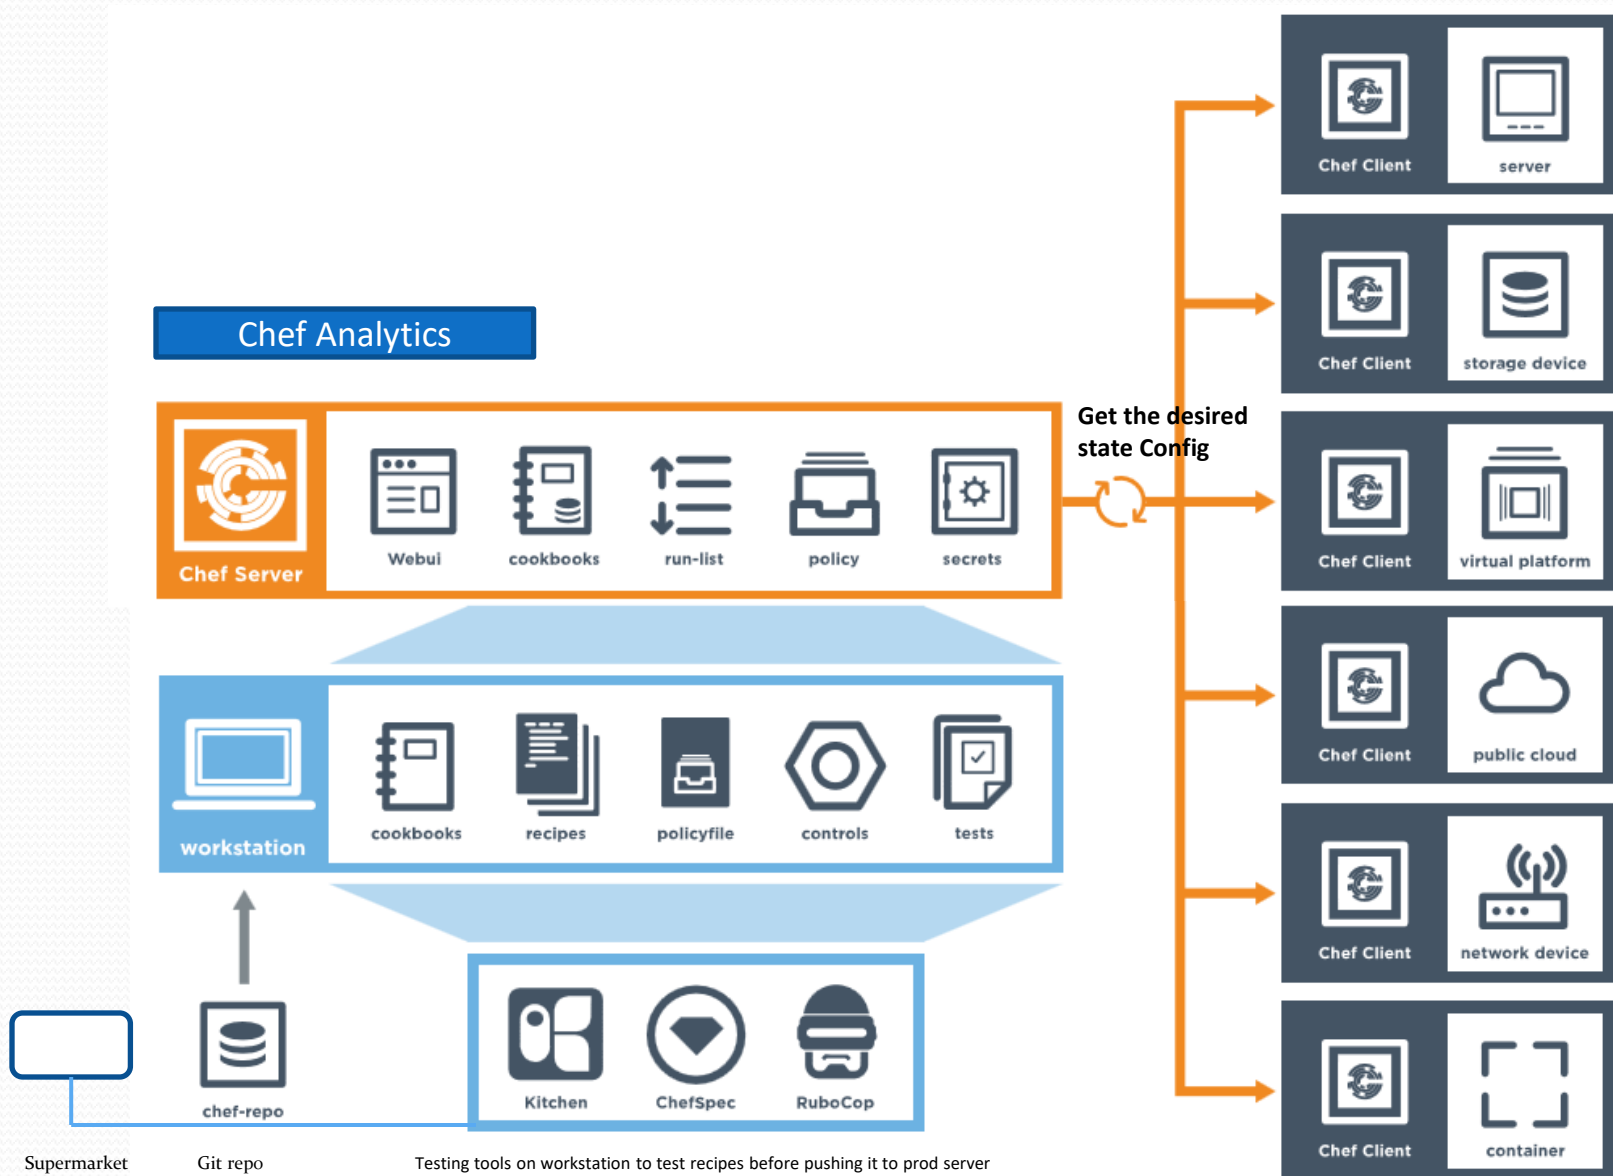 Chef Client
server
Chef Client
storage device
Chef Analytics
Get the desired
state Config
Chef Server
Webui
cookbooks
run-list
policy
secrets
Chef Client
virtual platform
workstation
cookbooks
recipes
policyfile
controls
tests
Chef Client
public cloud
Chef Client
network device
chef-repo
Kitchen
ChefSpec
RuboCop
Chef Client
container
Supermarket
Git repo
Testing tools on workstation to test recipes before pushing it to prod server